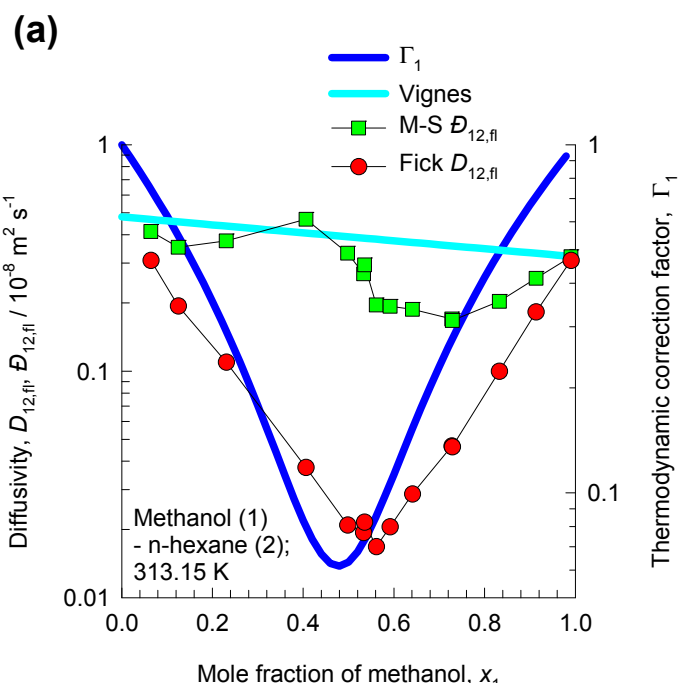 (a)
Γ₁
Vignes
M-S Đ₁₂,fl
Fick D₁₂,fl
Diffusivity, D₁₂,fl, Đ₁₂,fl / 10⁻⁸ m² s⁻¹
1
0.1
0.01
Methanol (1)
- n-hexane (2);
313.15 K
1
0.1
Thermodynamic correction factor, Γ₁
0.0 0.2 0.4 0.6 0.8 1.0
Mole fraction of methanol, x₁